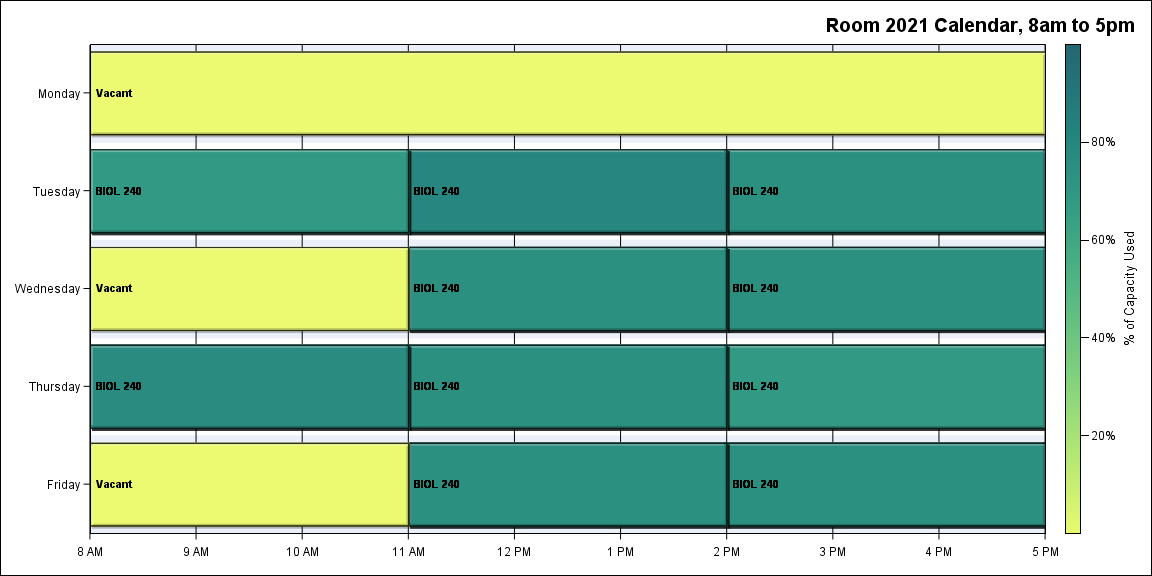 Room 2021 Calendar, 8am to 5pm
Monday
Vacant
Tuesday
BIOL 240
BIOL 240
BIOL 240
Wednesday
Vacant
BIOL 240
BIOL 240
Thursday
BIOL 240
BIOL 240
BIOL 240
Friday
Vacant
BIOL 240
BIOL 240
8 AM
9 AM
10 AM
11 AM
12 PM
1 PM
2 PM
3 PM
4 PM
5 PM
80%
60%
40%
20%
% of Capacity Used